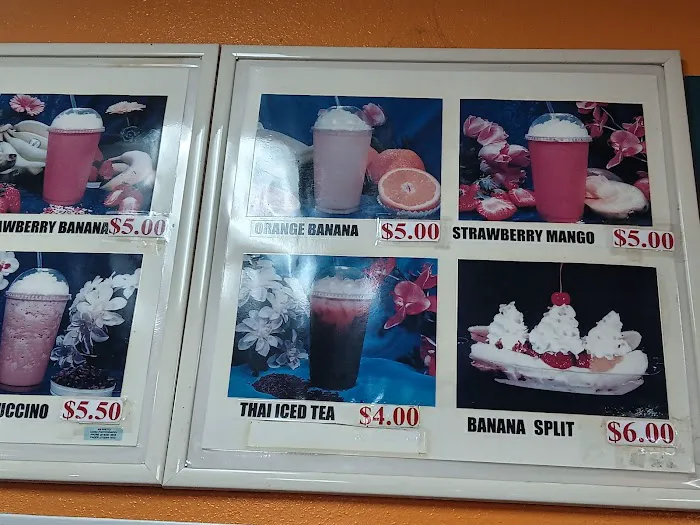 AWBERRY BANANA $5.00
UCCINO $5.50
ORANGE BANANA $5.00
STRAWBERRY MANGO $5.00
THAI ICED TEA $4.00
BANANA SPLIT $6.00